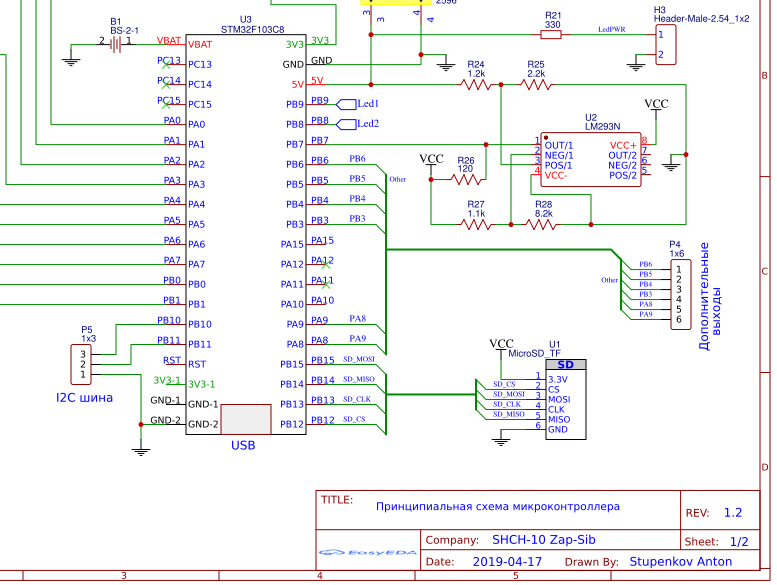 3 4 2596
3 4
B1
BS-2-1
2 1
U3
STM32F103C8
R21
330
LedPWR
H3
Header-Male-2.54_1x2
1
2
VBAT VBAT 3V3 3V3
PC13 PC13 GND GND
PC14 PC14 5V 5V
PC15 PC15 PB9 PB9 Led1
PA0 PA0 PB8 PB8 Led2
PA1 PA1 PB7 PB7
PA2 PA2 PB6 PB6 PB6
PA3 PA3 PB5 PB5 PB5
PA4 PA4 PB4 PB4 PB4
PA5 PA5 PB3 PB3 PB3
PA6 PA6 PA15 PA15
PA7 PA7 PA12 PA12
PB0 PB0 PA11 PA11
PB1 PB1 PA10 PA10
PB10 PB10 PA9 PA9 PA8
PB11 PB11 PA8 PA8 PA9
RST RST PB15 PB15 SD_MOSI
3V3-1 3V3-1 PB14 PB14 SD_MISO
GND-1 GND-1 PB13 PB13 SD_CLK
GND-2 GND-2 PB12 PB12 SD_CS
USB
Other
R24
1.2k
R25
2.2k
VCC
U2
LM293N
1 OUT/1 VCC+ 8
2 NEG/1 OUT/2 7
3 POS/1 NEG/2 6
4 VCC- POS/2 5
VCC
R26
120
R27
1.1k
R28
8.2k
P4
1x6
Other
PB6 1
PB5 2
PB4 3
PB3 4
PA8 5
PA9 6
Дополнительные
выходы
P5
1x3
3
2
1
I2C шина
VCC
U1
MicroSD_TF
SD
1 3.3V
SD_CS 2 CS
SD_MOSI 3 MOSI
SD_CLK 4 CLK
SD_MISO 5 MISO
6 GND
B
C
D
TITLE:
Принципиальная схема микроконтроллера
REV: 1.2
EasyEDA
Company: SHCH-10 Zap-Sib
Sheet: 1/2
Date: 2019-04-17 Drawn By: Stupenkov Anton
3 4 5